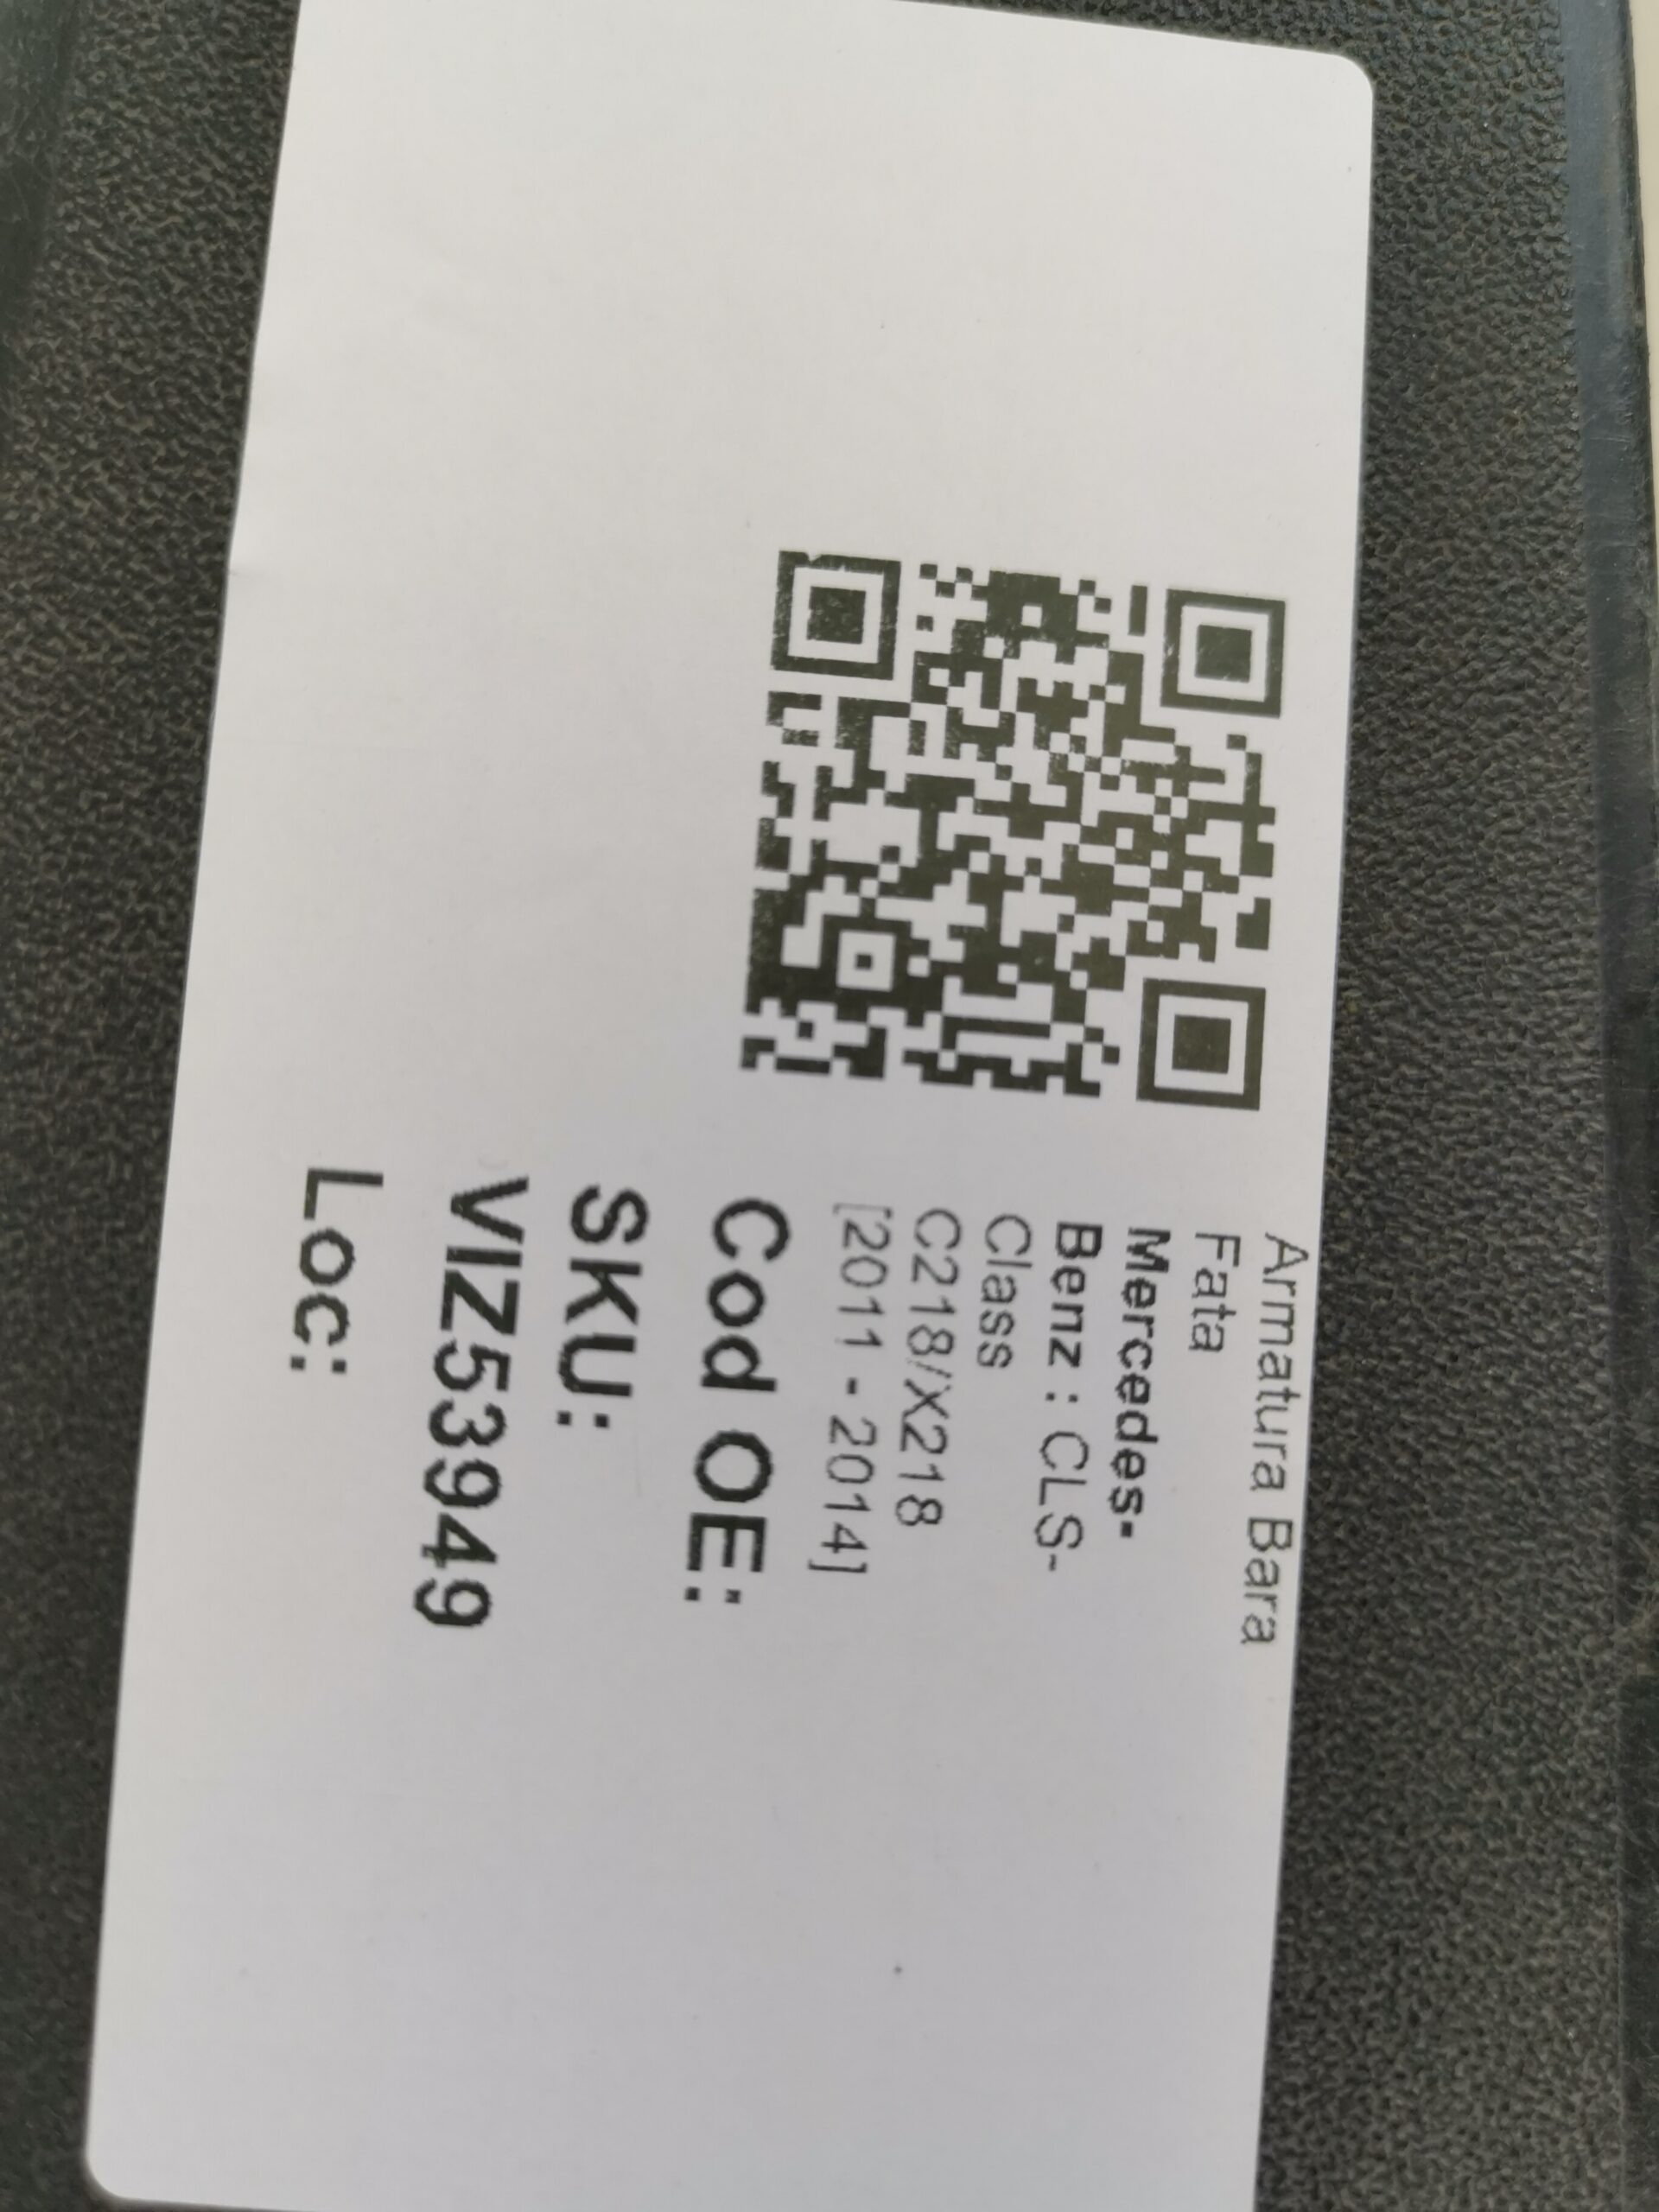 Armatura Bara
Fata
Mercedes-
Benz : CLS-
Class
C218/X218
[2011 - 2014]
Cod OE:
SKU:
VIZ53949
Loc: